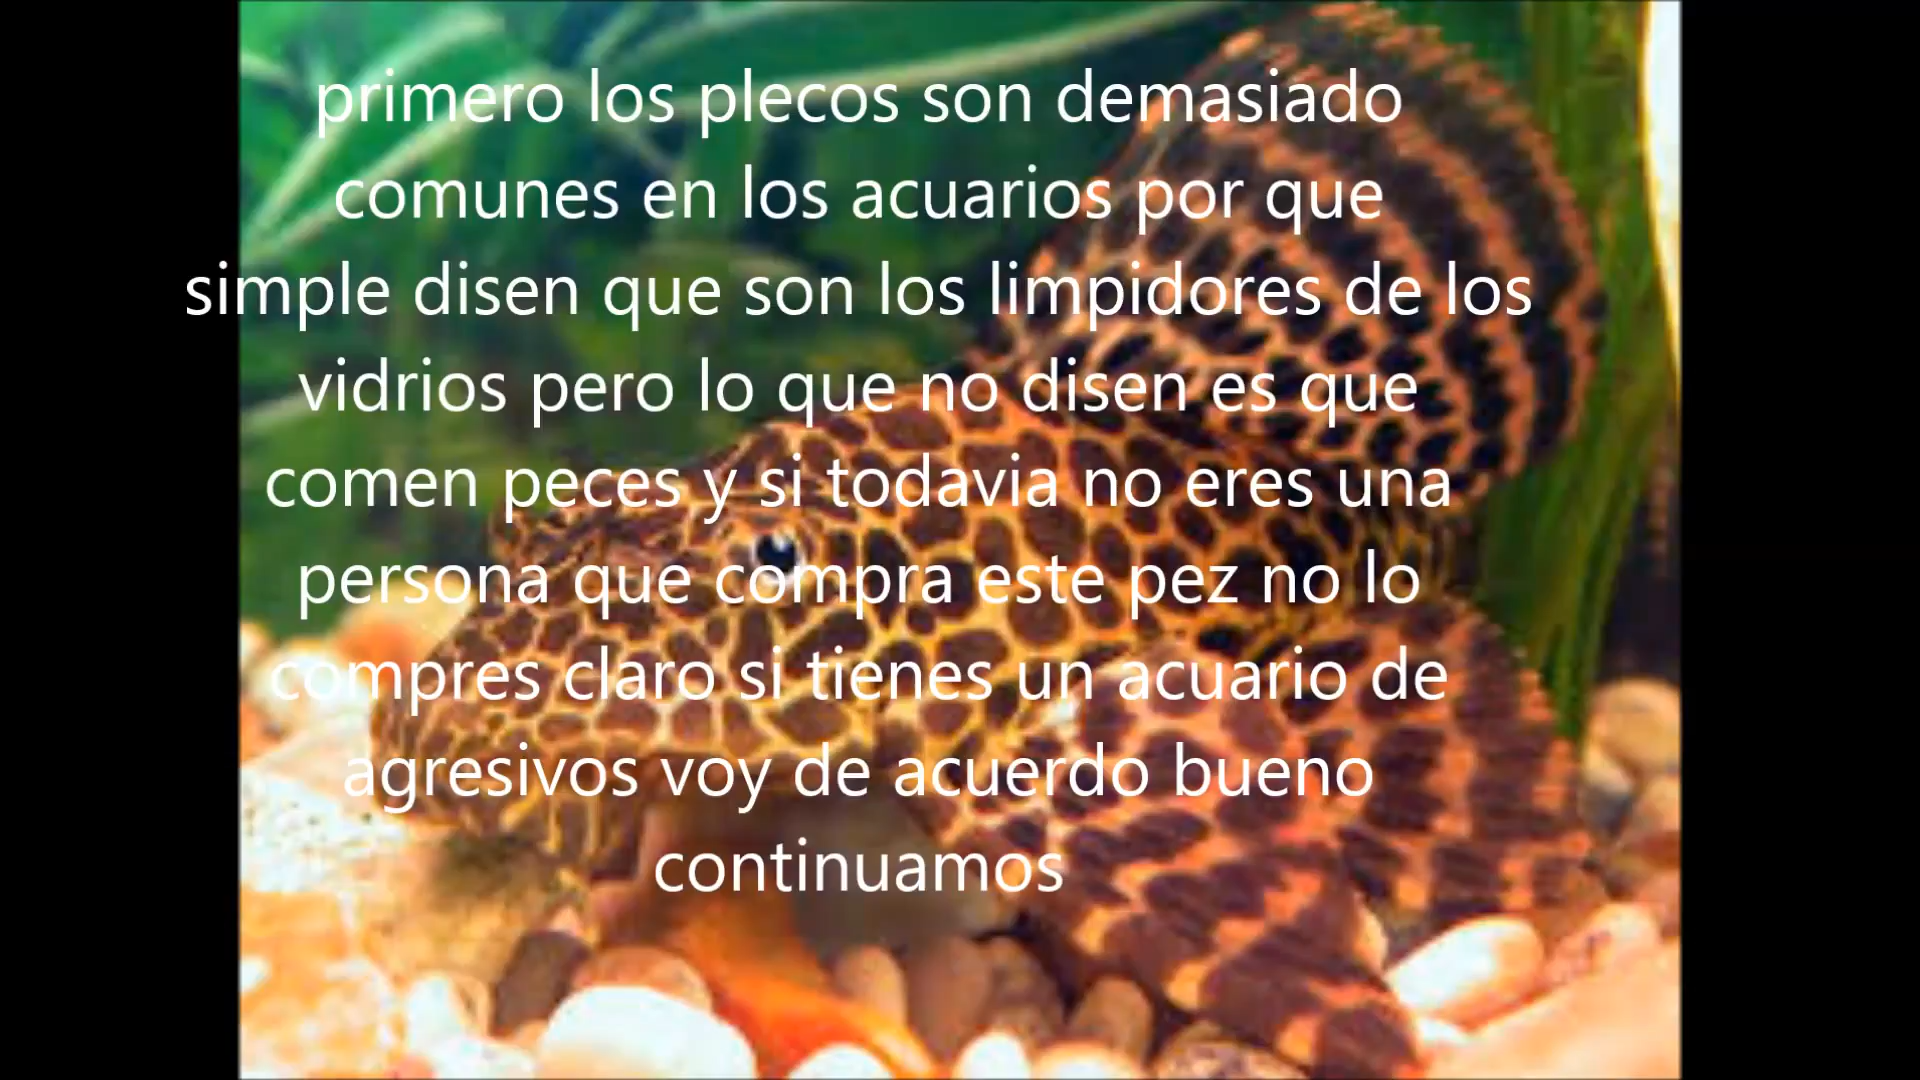 primero los plecos son demasiado
comunes en los acuarios por que
simple disen que son los limpidores de los
vidrios pero lo que no disen es que
comen peces y si todavia no eres una
persona que compra este pez no lo
compres claro si tienes un acuario de
agresivos voy de acuerdo bueno
continuamos